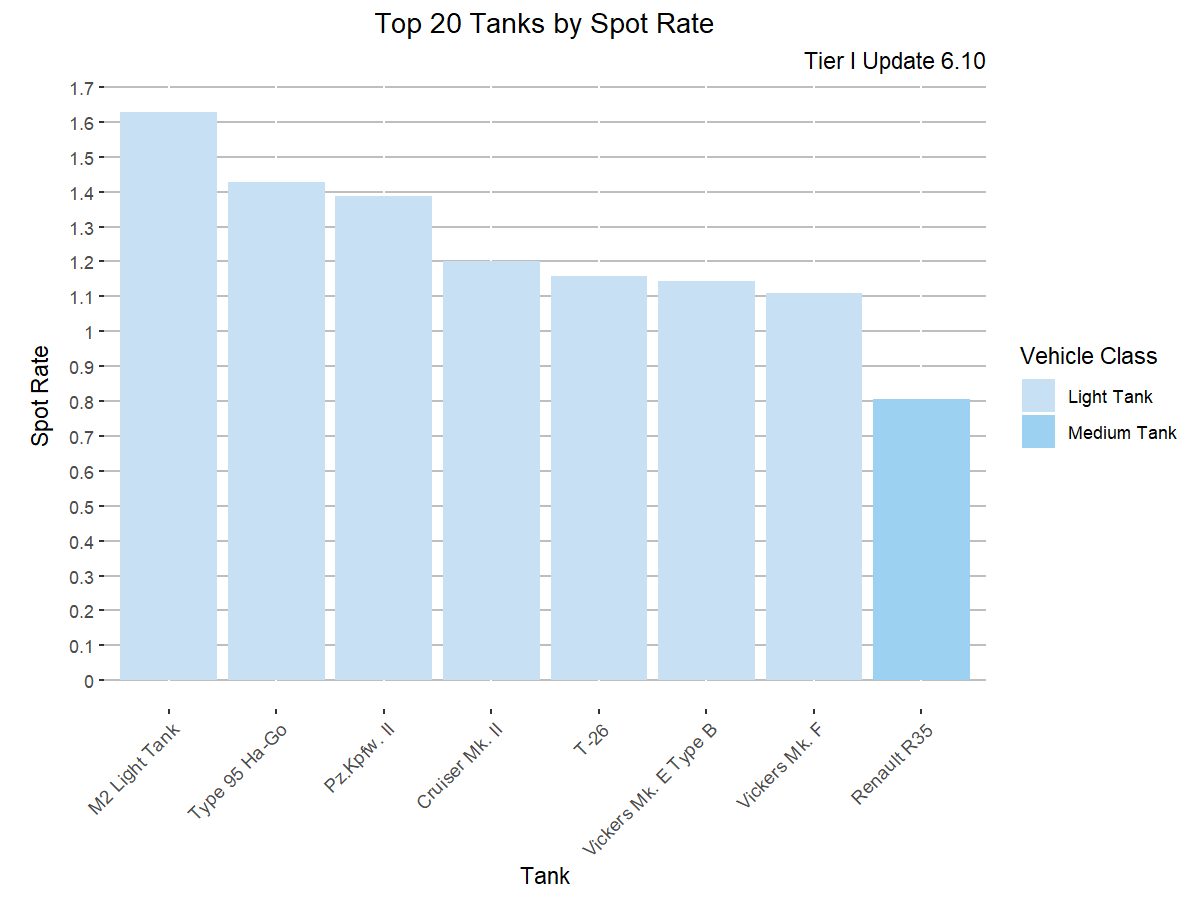 Top 20 Tanks by Spot Rate
Tier I Update 6.10
1.7
1.6
1.5
1.4
1.3
1.2
1.1
1
0.9
0.8
0.7
0.6
0.5
0.4
0.3
0.2
0.1
0
Spot Rate
M2 Light Tank
Type 95 Ha-Go
Pz.Kpfw. II
Cruiser Mk. II
T-26
Vickers Mk. E Type B
Vickers Mk. F
Renault R35
Tank
Vehicle Class
Light Tank
Medium Tank